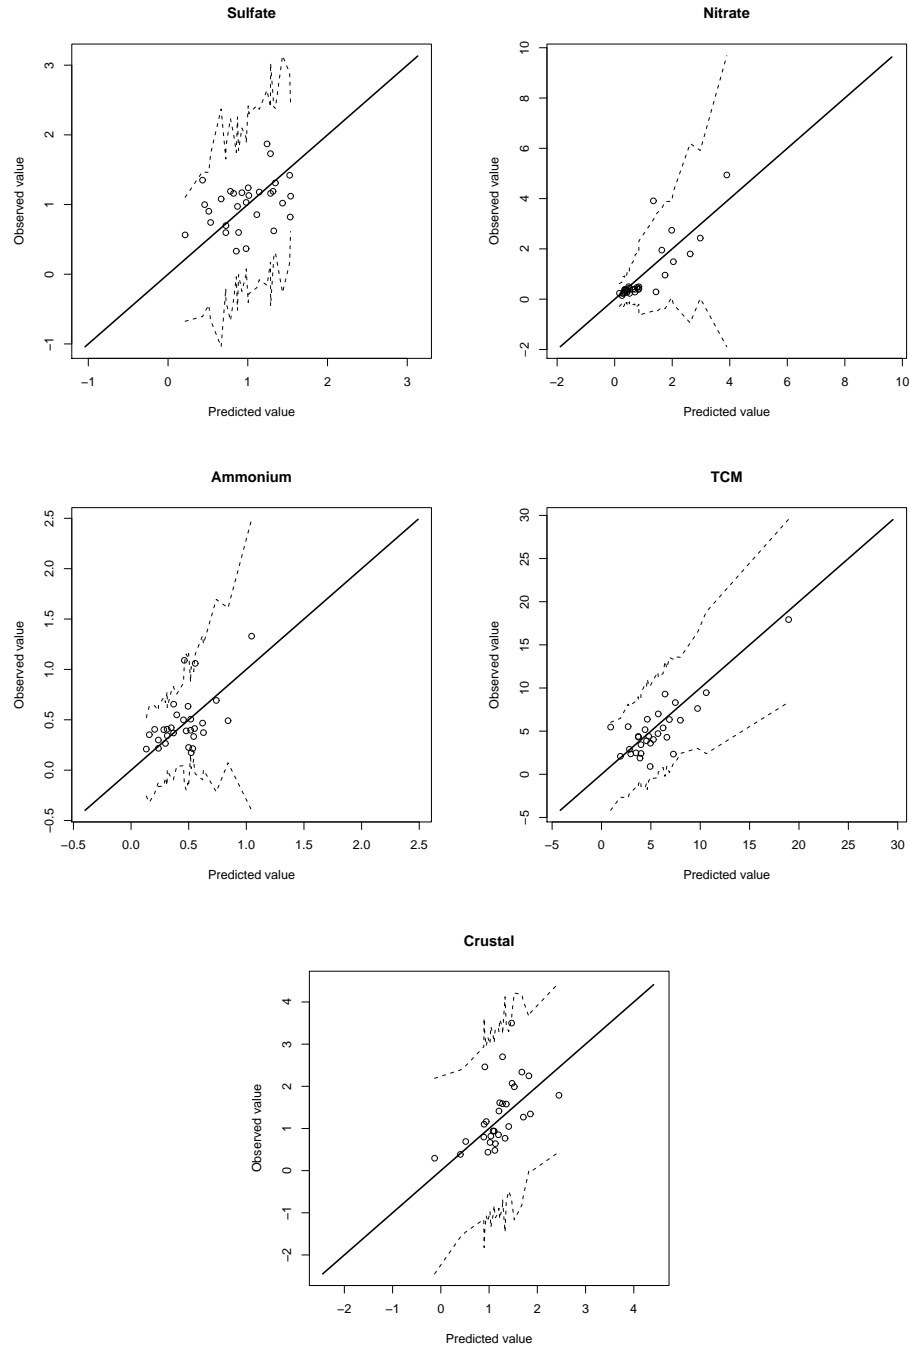 Sulfate
Observed value
3
2
1
0
−1
−1 0 1 2 3
Predicted value
Nitrate
Observed value
10
8
6
4
2
0
−2
−2 0 2 4 6 8 10
Predicted value
Ammonium
Observed value
2.5
2.0
1.5
1.0
0.5
0.0
−0.5
−0.5 0.0 0.5 1.0 1.5 2.0 2.5
Predicted value
TCM
Observed value
30
25
20
15
10
5
0
−5
−5 0 5 10 15 20 25 30
Predicted value
Crustal
Observed value
4
3
2
1
0
−1
−2
−2 −1 0 1 2 3 4
Predicted value